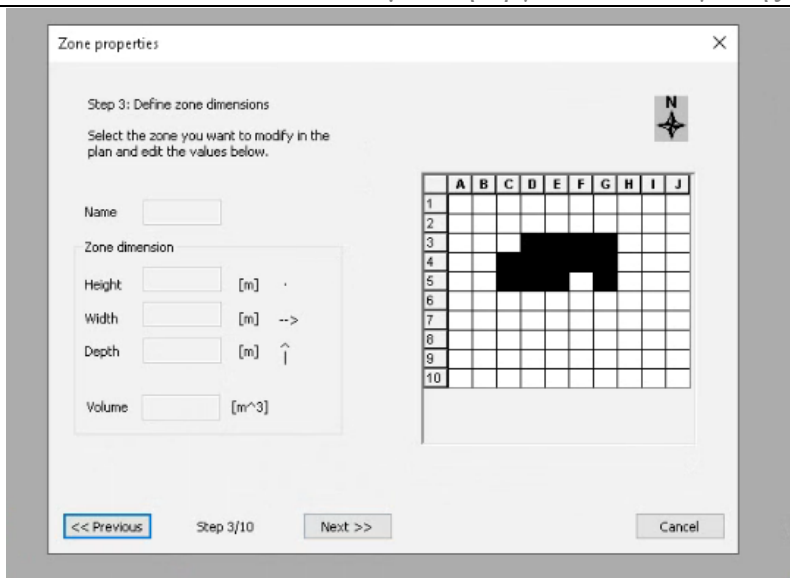 Zone properties
Step 3: Define zone dimensions
N
Select the zone you want to modify in the
plan and edit the values below.
A B C D E F G H I J
1
2
3
4
5
6
7
8
9
10
Name
Zone dimension
Height [m] .
Width [m] -->
Depth [m] ^|
Volume [m^3]
<< Previous Step 3/10 Next >> Cancel